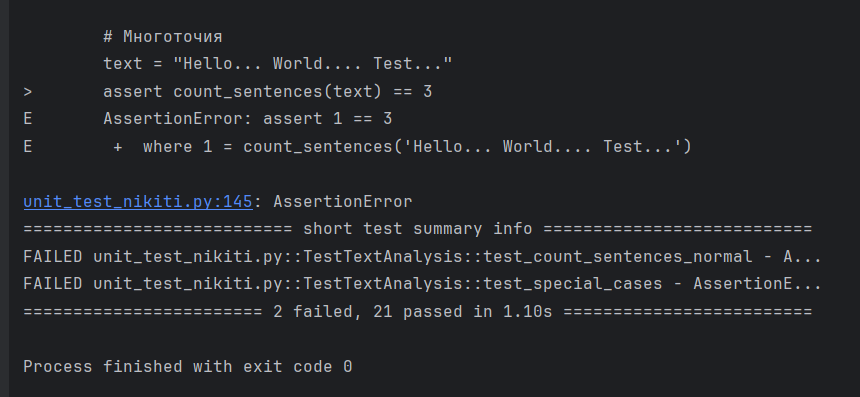 # Многоточия
text = "Hello... World.... Test..."
> assert count_sentences(text) == 3
E AssertionError: assert 1 == 3
E + where 1 = count_sentences('Hello... World.... Test...')
unit_test_nikiti.py:145: AssertionError
=========================== short test summary info ===========================
FAILED unit_test_nikiti.py::TestTextAnalysis::test_count_sentences_normal - A...
FAILED unit_test_nikiti.py::TestTextAnalysis::test_special_cases - AssertionE...
======================== 2 failed, 21 passed in 1.10s =========================
Process finished with exit code 0